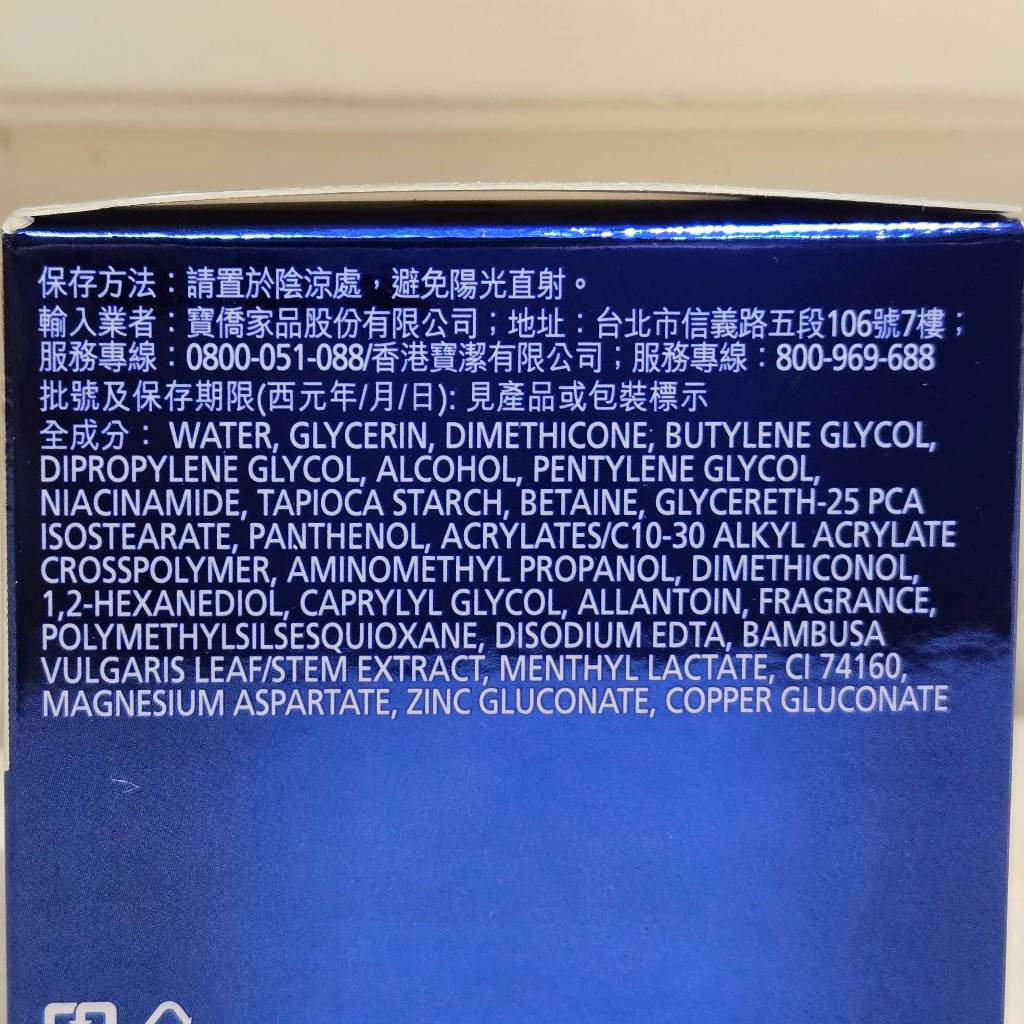 保存方法：請置於陰涼處，避免陽光直射。
輸入業者：寶僑家品股份有限公司；地址：台北市信義路五段106號7樓；
服務專線：0800-051-088/香港寶潔有限公司；服務專線：800-969-688
批號及保存期限(西元年/月/日): 見產品或包裝標示
全成分： WATER, GLYCERIN, DIMETHICONE, BUTYLENE GLYCOL,
DIPROPYLENE GLYCOL, ALCOHOL, PENTYLENE GLYCOL,
NIACINAMIDE, TAPIOCA STARCH, BETAINE, GLYCERETH-25 PCA
ISOSTEARATE, PANTHENOL, ACRYLATES/C10-30 ALKYL ACRYLATE
CROSSPOLYMER, AMINOMETHYL PROPANOL, DIMETHICONOL,
1,2-HEXANEDIOL, CAPRYLYL GLYCOL, ALLANTOIN, FRAGRANCE,
POLYMETHYLSILSESQUIOXANE, DISODIUM EDTA, BAMBUSA
VULGARIS LEAF/STEM EXTRACT, MENTHYL LACTATE, CI 74160,
MAGNESIUM ASPARTATE, ZINC GLUCONATE, COPPER GLUCONATE